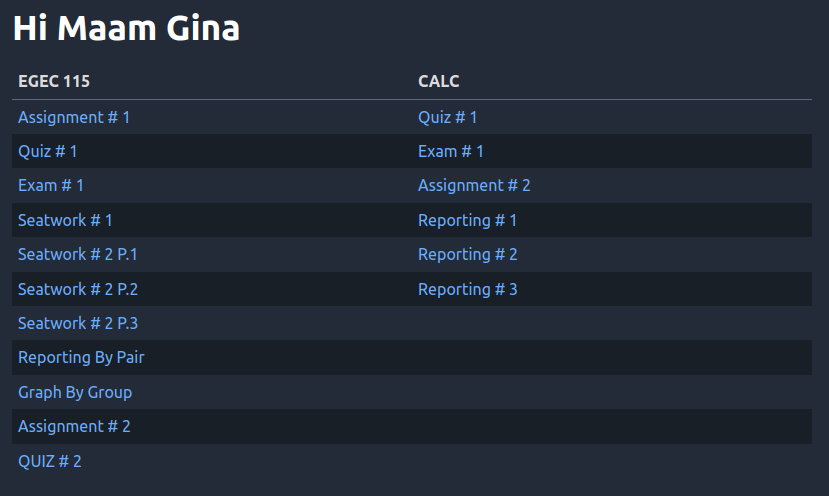 Hi Maam Gina
EGEC 115 CALC
Assignment # 1 Quiz # 1
Quiz # 1 Exam # 1
Exam # 1 Assignment # 2
Seatwork # 1 Reporting # 1
Seatwork # 2 P.1 Reporting # 2
Seatwork # 2 P.2 Reporting # 3
Seatwork # 2 P.3
Reporting By Pair
Graph By Group
Assignment # 2
QUIZ # 2